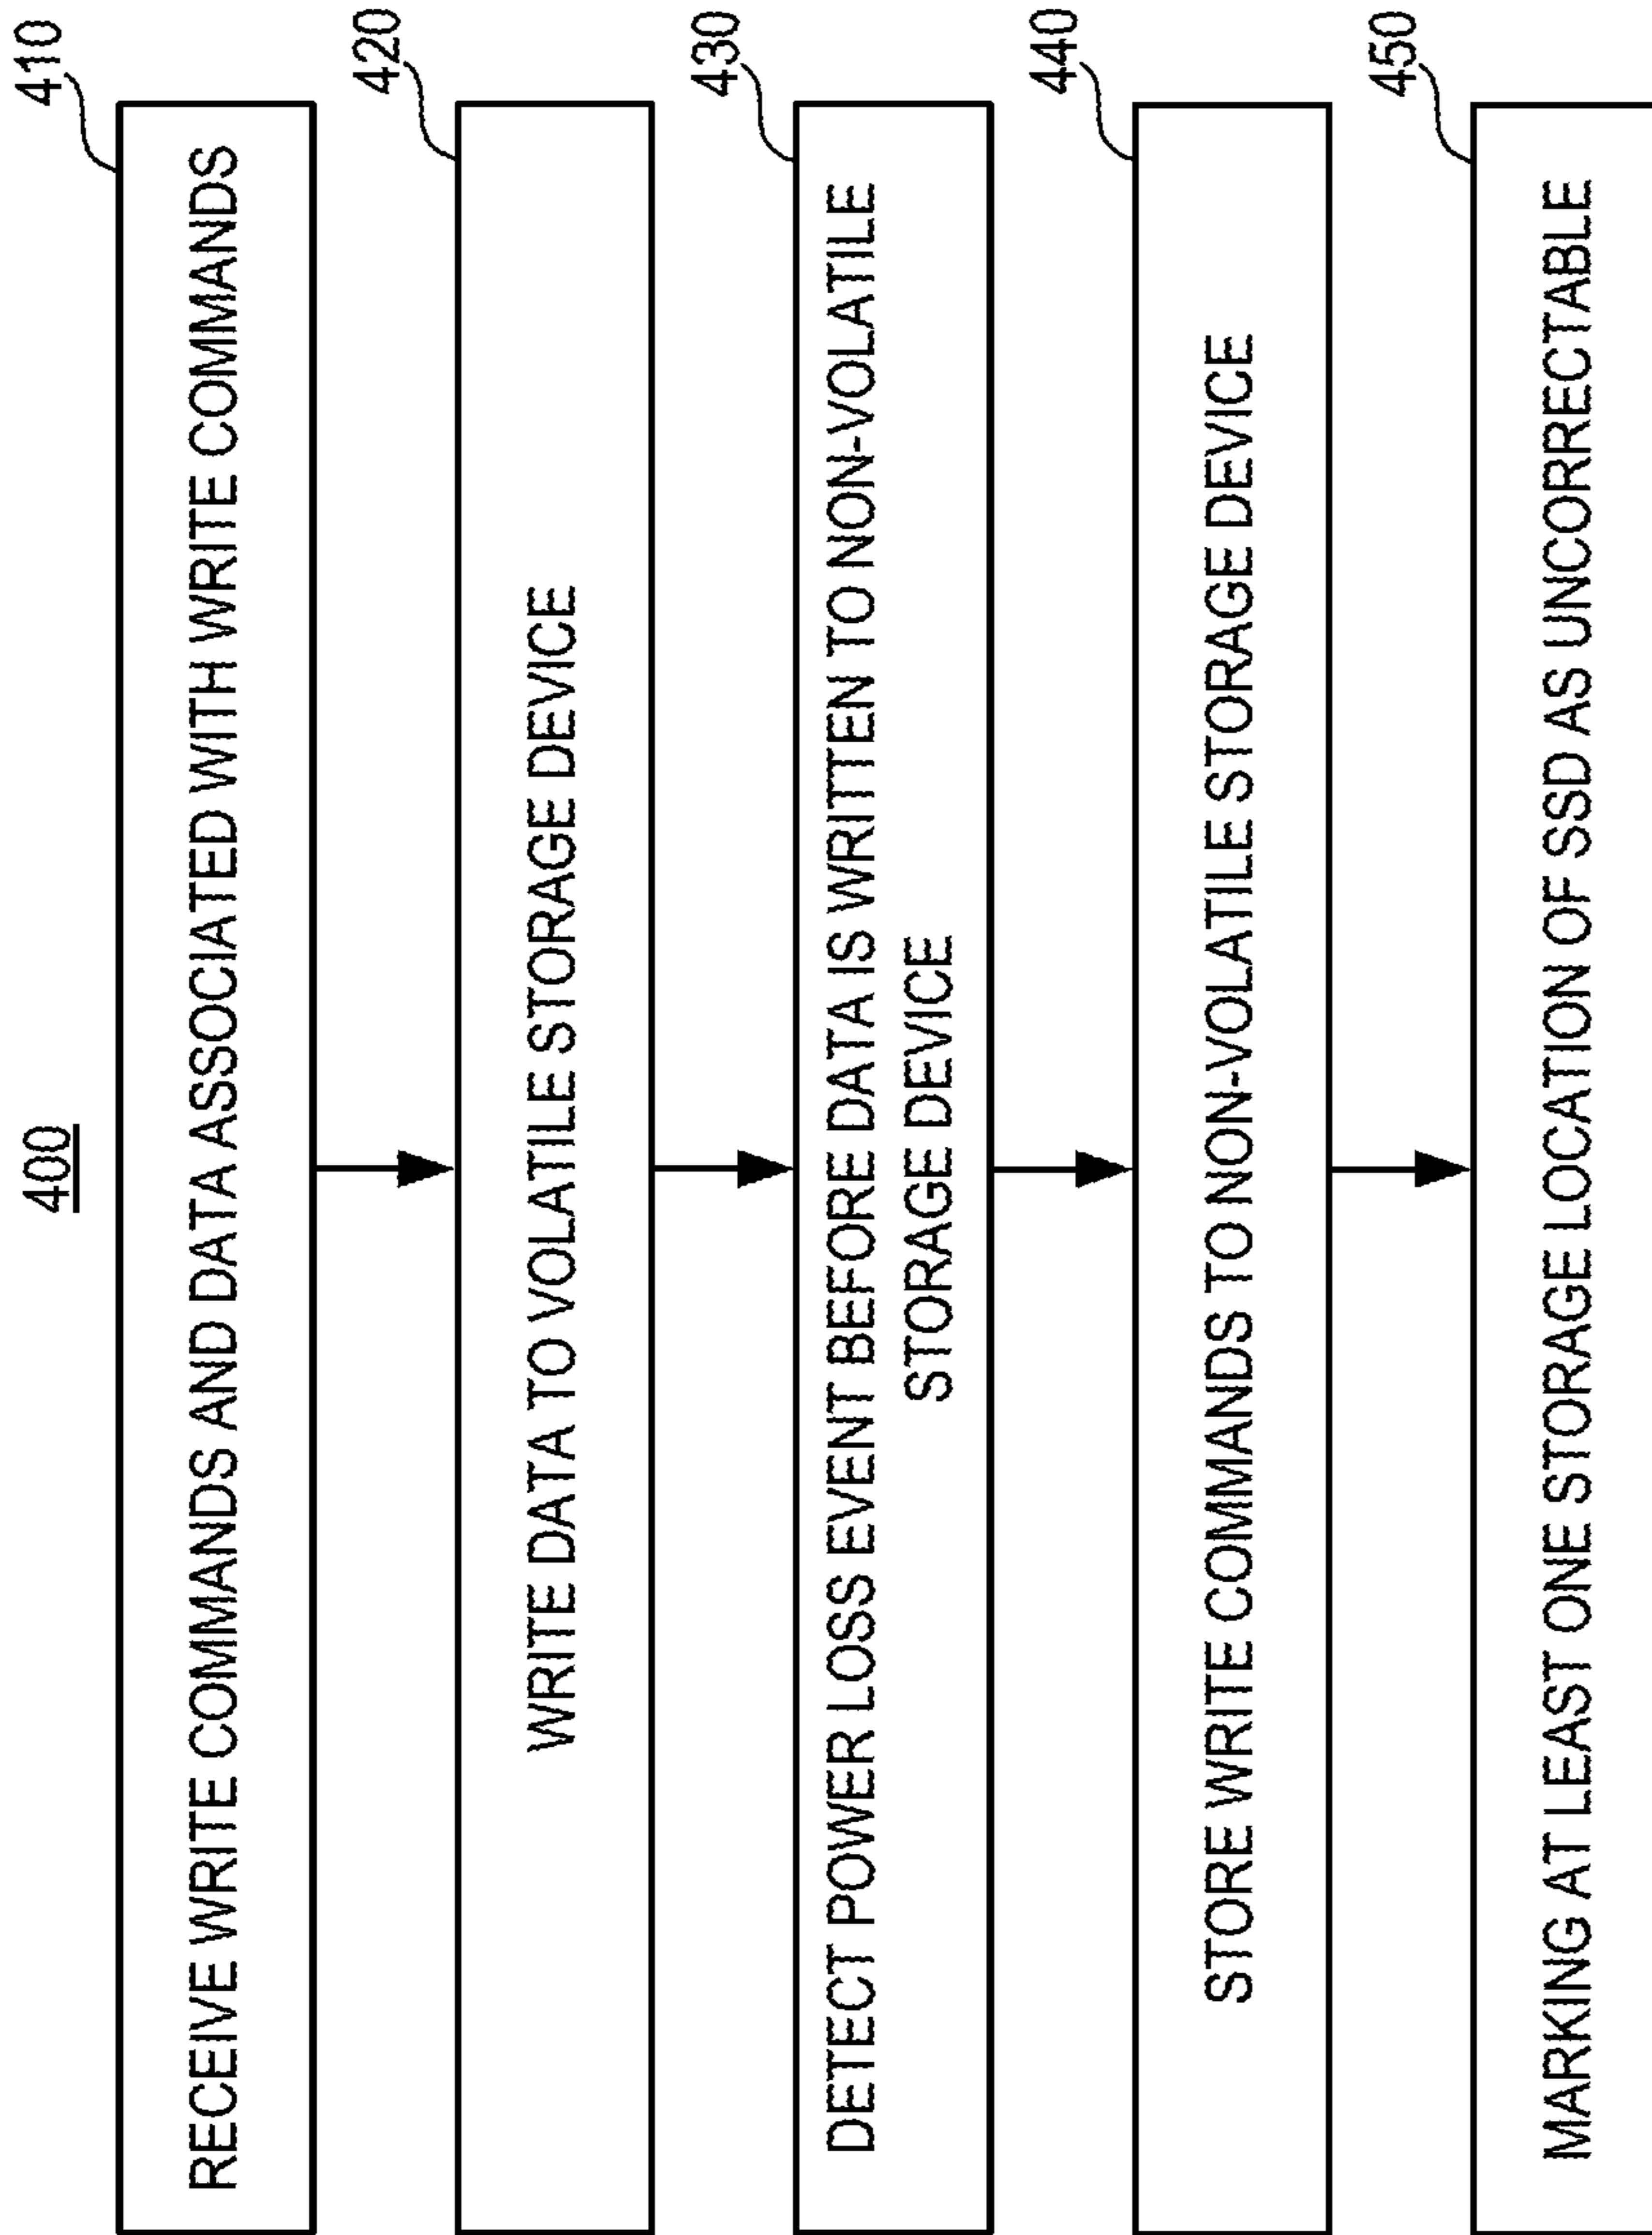 400
410
RECEIVE WRITE COMMANDS AND DATA ASSOCIATED WITH WRITE COMMANDS
420
WRITE DATA TO VOLATILE STORAGE DEVICE
430
DETECT POWER LOSS EVENT BEFORE DATA IS WRITTEN TO NON-VOLATILE
STORAGE DEVICE
440
STORE WRITE COMMANDS TO NON-VOLATILE STORAGE DEVICE
450
MARKING AT LEAST ONE STORAGE LOCATION OF SSD AS UNCORRECTABLE